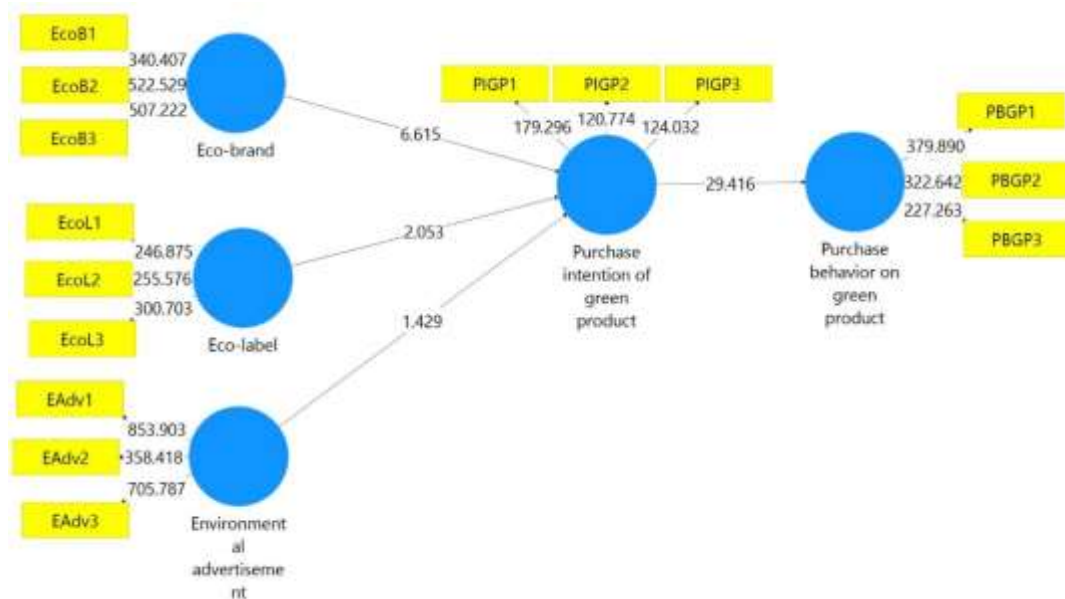 EcoB1
340.407
EcoB2
522.529
507.222
EcoB3
Eco-brand
6.615
EcoL1
246.875
EcoL2
255.576
300.703
EcoL3
Eco-label
2.053
EAdv1
853.903
EAdv2
358.418
705.787
EAdv3
Environment
al
advertiseme
nt
1.429
PIGP1
PIGP2
PIGP3
179.296
120.774
124.032
Purchase
intention of
green
product
29.416
PBGP1
379.890
PBGP2
322.642
227.263
PBGP3
Purchase
behavior on
green
product